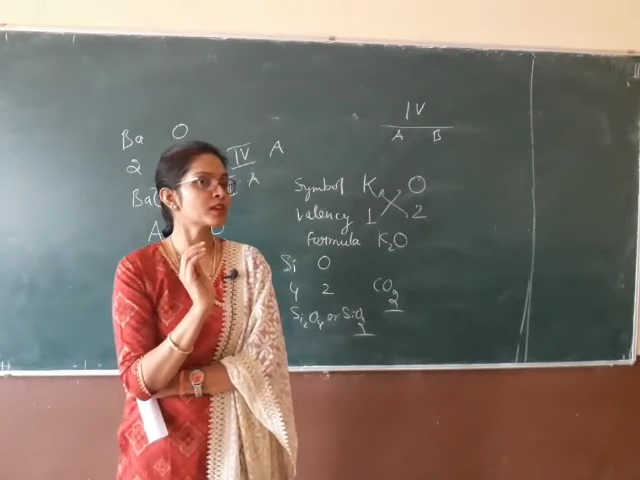 Ba O
2
IV A
A
IV
A B
Symbol K O
Valency 1 2
formula K₂O
Si O
4 2
Si₂O₄ or SiO₂
CO₂